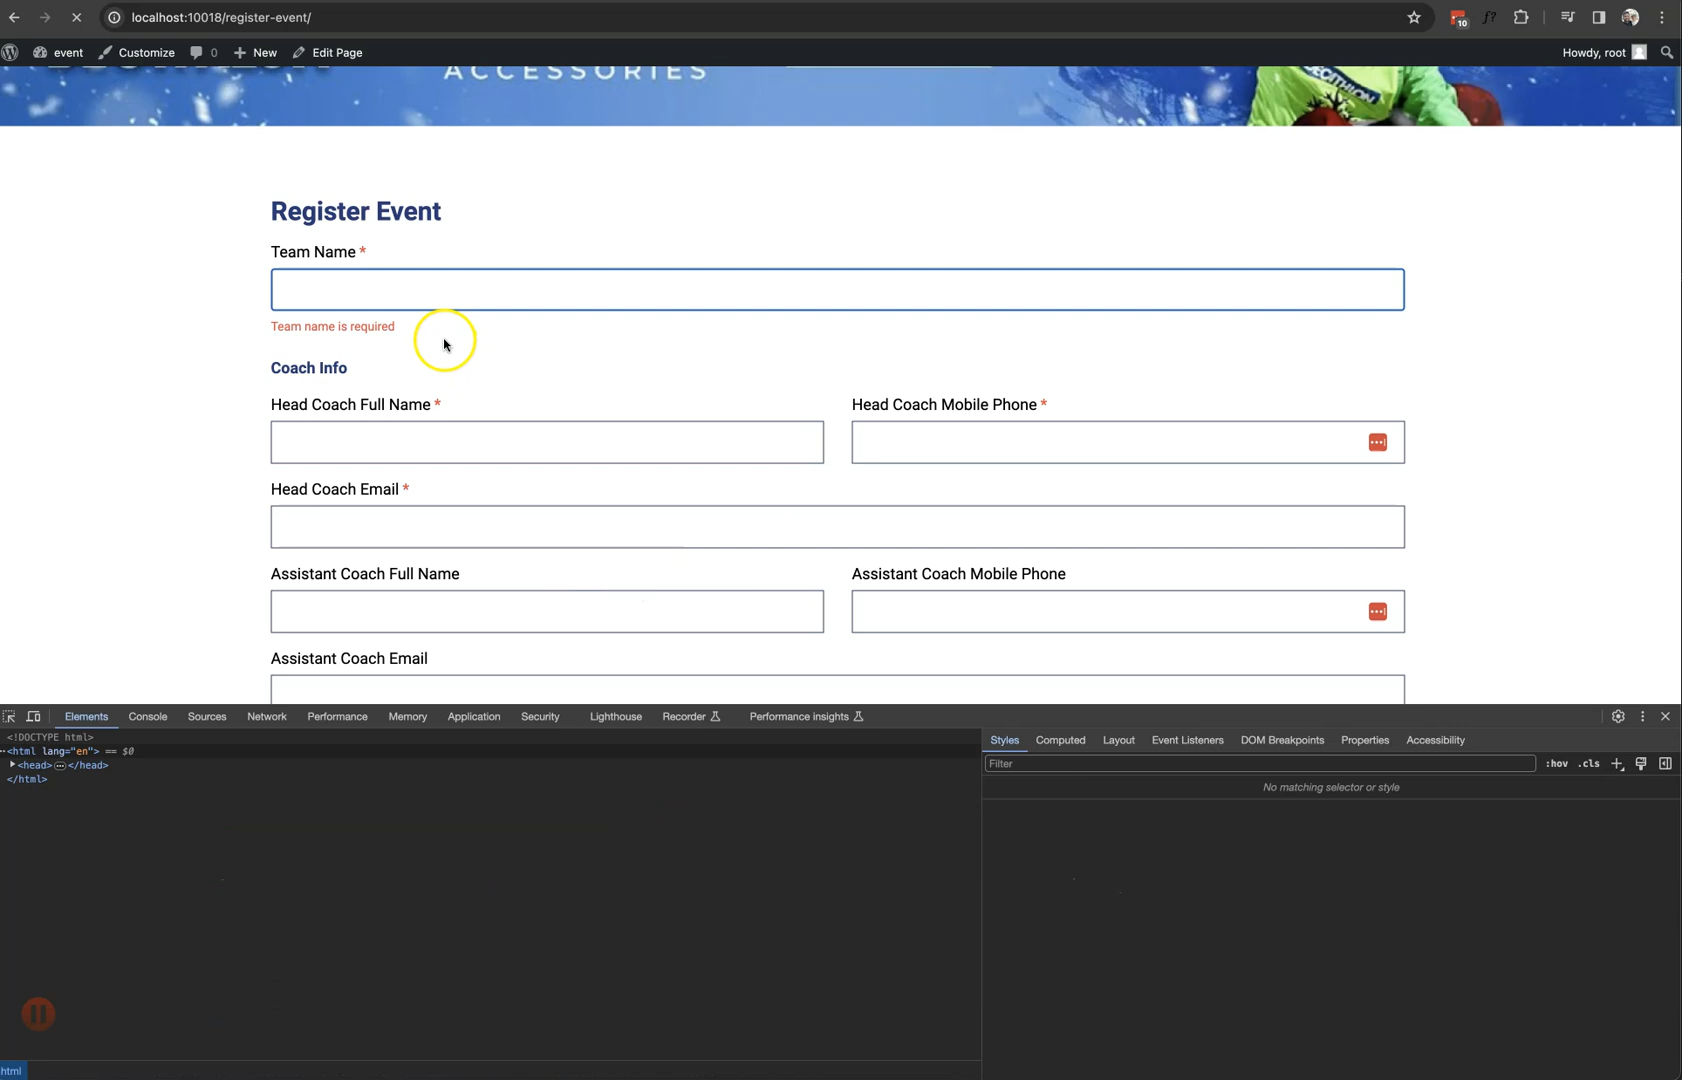 localhost:10018/register-event/
10
f?
event
Customize
0
New
Edit Page
Howdy, root
ACCESSORIES
DECATHLON
Register Event
Team Name *
Team name is required
Coach Info
Head Coach Full Name *
Head Coach Mobile Phone *
Head Coach Email *
Assistant Coach Full Name
Assistant Coach Mobile Phone
Assistant Coach Email
Elements Console Sources Network Performance Memory Application Security Lighthouse Recorder Performance insights
<!DOCTYPE html>
<html lang="en"> == $0
<head>…</head>
</html>
Styles Computed Layout Event Listeners DOM Breakpoints Properties Accessibility
Filter
:hov .cls
No matching selector or style
html